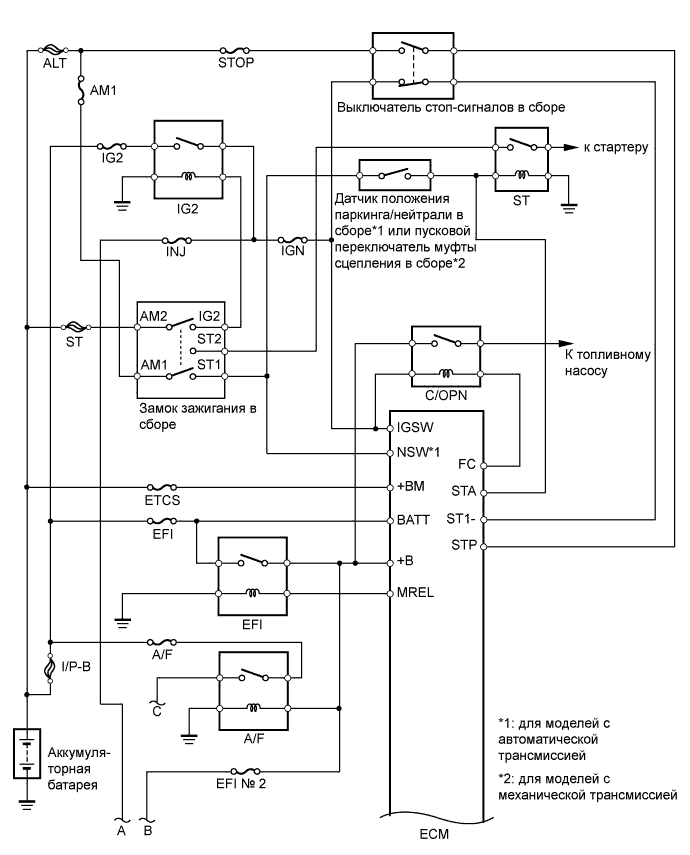 ALT
STOP
AM1
Выключатель стоп-сигналов в сборе
IG2
IG2
к стартеру
ST
Датчик положения
паркинга/нейтрали в
сборе*1 или пусковой
переключатель муфты
сцепления в сборе*2
INJ
IGN
AM2
IG2
ST2
AM1
ST1
ST
Замок зажигания в
сборе
К топливному
насосу
C/OPN
IGSW
NSW*1
FC
+BM
STA
ETCS
BATT
ST1-
EFI
STP
+B
MREL
EFI
A/F
I/P-B
C
A/F
Аккумуля-
торная
батарея
EFI № 2
*1: для моделей с
автоматической
трансмиссией
*2: для моделей с
механической трансмиссией
A
B
ECM